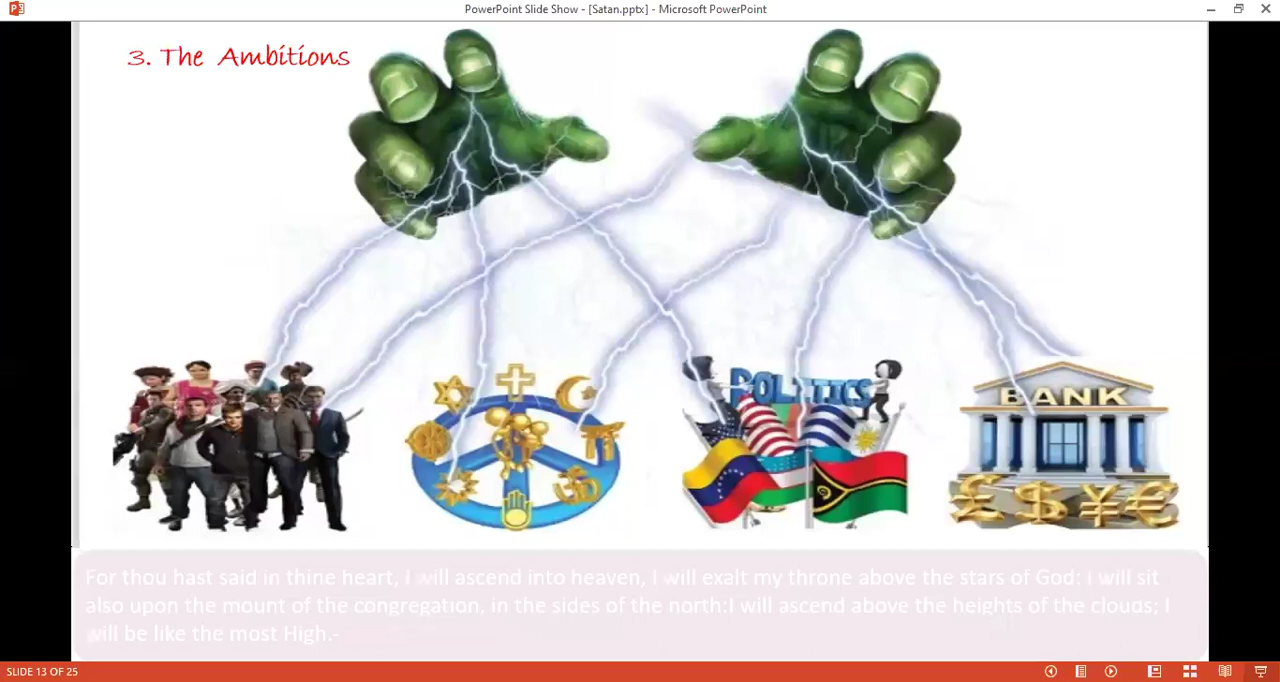 PowerPoint Slide Show - [Satan.pptx] - Microsoft PowerPoint
3. The Ambitions
POLITICS
BANK
For thou hast said in thine heart, I will ascend into heaven, I will exalt my throne above the stars of God: I will sit
also upon the mount of the congregation, in the sides of the north:I will ascend above the heights of the clouds; I
will be like the most High.-
SLIDE 13 OF 25